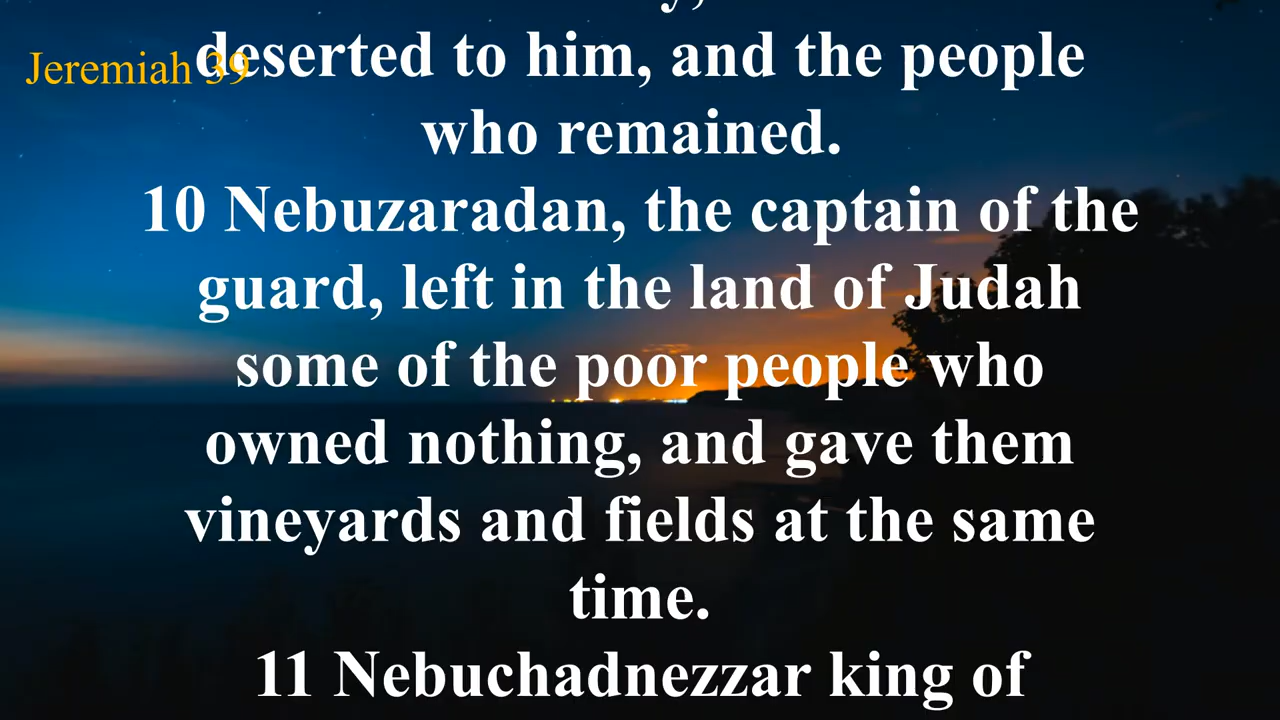 Jeremiah 39
deserted to him, and the people
who remained.
10 Nebuzaradan, the captain of the
guard, left in the land of Judah
some of the poor people who
owned nothing, and gave them
vineyards and fields at the same
time.
11 Nebuchadnezzar king of